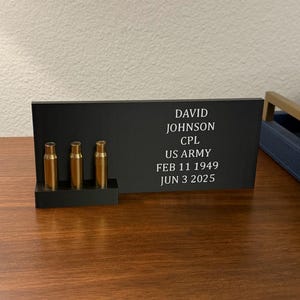 DAVID
JOHNSON
CPL
US ARMY
FEB 11 1949
JUN 3 2025